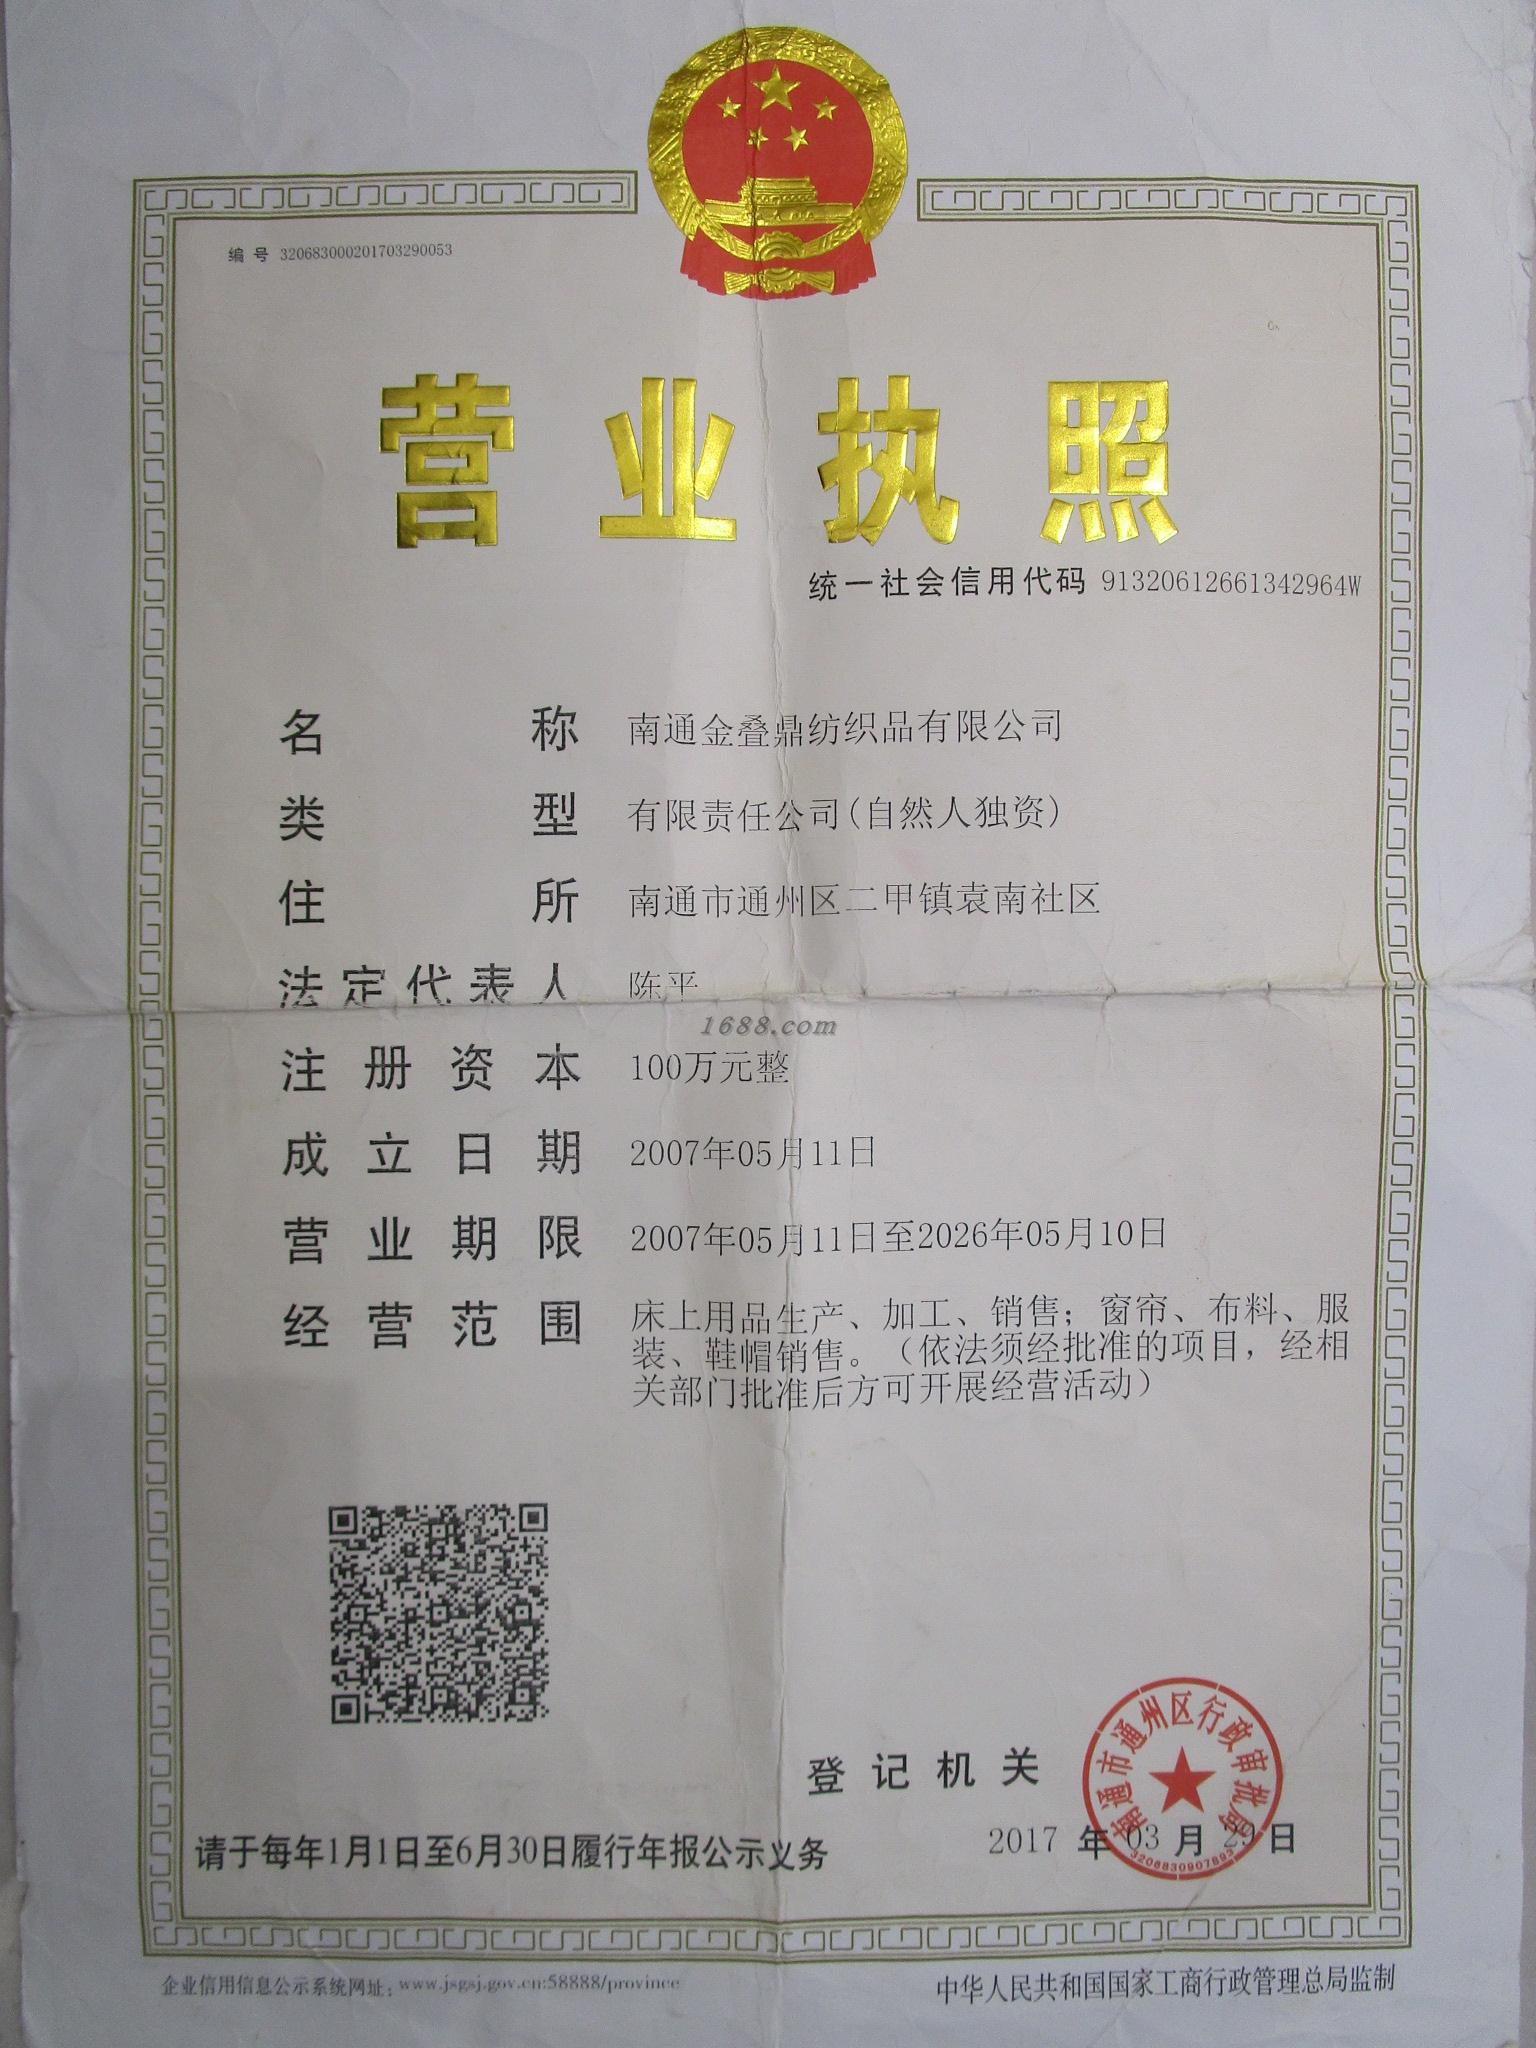 编号 320683000201703290053
营业执照
统一社会信用代码 91320612661342964W
名称 南通金叠鼎纺织品有限公司
类型 有限责任公司(自然人独资)
住所 南通市通州区二甲镇袁南社区
法定代表人 陈平
1688.com
注册资本 100万元整
成立日期 2007年05月11日
营业期限 2007年05月11日至2026年05月10日
经营范围 床上用品生产、加工、销售；窗帘、布料、服
装、鞋帽销售。（依法须经批准的项目，经相
关部门批准后方可开展经营活动）
登记机关
南通市通州区行政审批局
3206830907893
2017 年 03 月 29 日
请于每年1月1日至6月30日履行年报公示义务
企业信用信息公示系统网址：www.jsgsj.gov.cn:58888/province
中华人民共和国国家工商行政管理总局监制